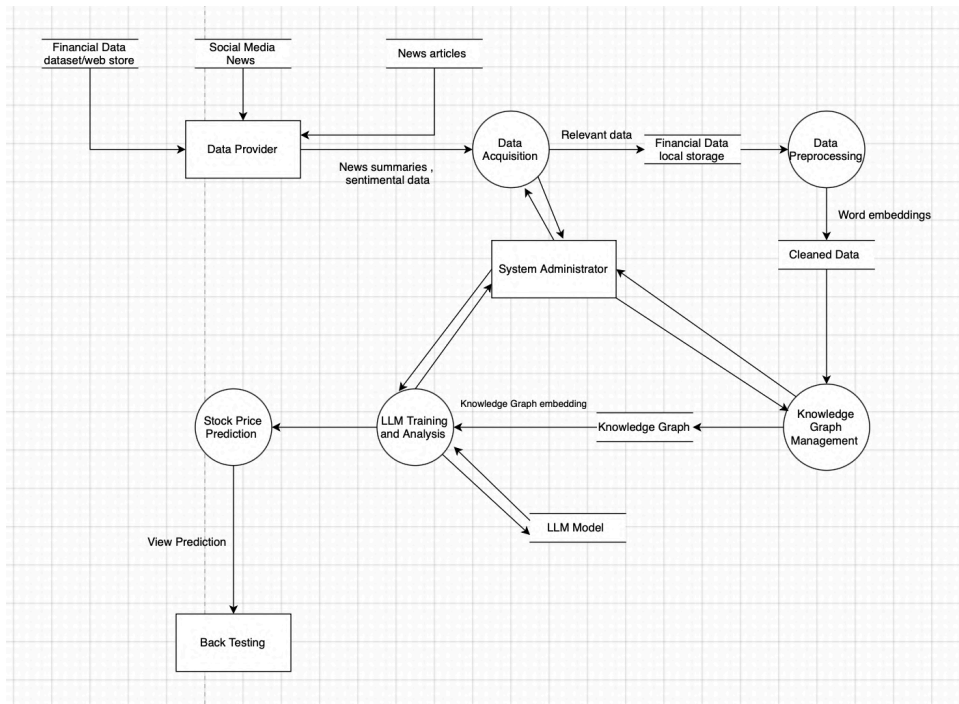 Financial Data
dataset/web store
Social Media
News
News articles
Data Provider
News summaries ,
sentimental data
Data
Acquisition
Relevant data
Financial Data
local storage
Data
Preprocessing
Word embeddings
Cleaned Data
System Administrator
Stock Price
Prediction
LLM Training
and Analysis
Knowledge Graph embedding
Knowledge Graph
Knowledge
Graph
Management
LLM Model
View Prediction
Back Testing